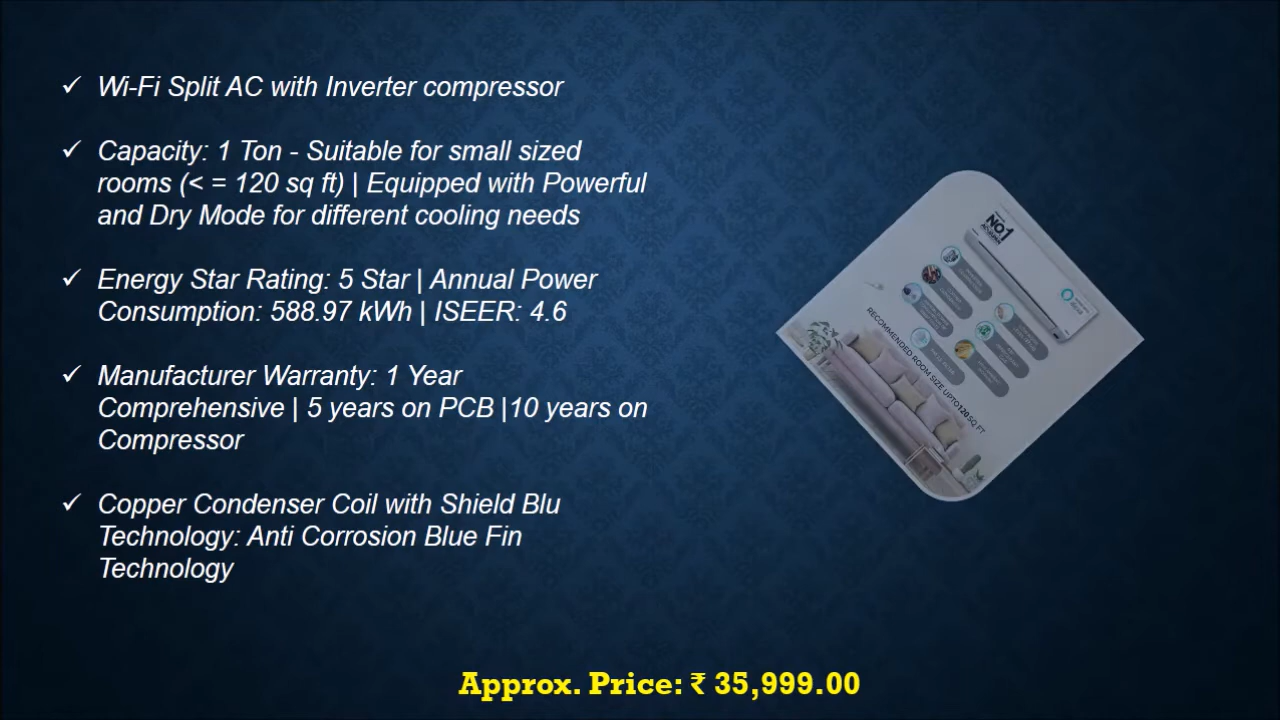 ✓ Wi-Fi Split AC with Inverter compressor
✓ Capacity: 1 Ton - Suitable for small sized
rooms (< = 120 sq ft) | Equipped with Powerful
and Dry Mode for different cooling needs
✓ Energy Star Rating: 5 Star | Annual Power
Consumption: 588.97 kWh | ISEER: 4.6
✓ Manufacturer Warranty: 1 Year
Comprehensive | 5 years on PCB |10 years on
Compressor
✓ Copper Condenser Coil with Shield Blu
Technology: Anti Corrosion Blue Fin
Technology
NO.1
RECOMMENDED ROOM SIZE UPTO 120 SQ FT
Approx. Price: ₹ 35,999.00